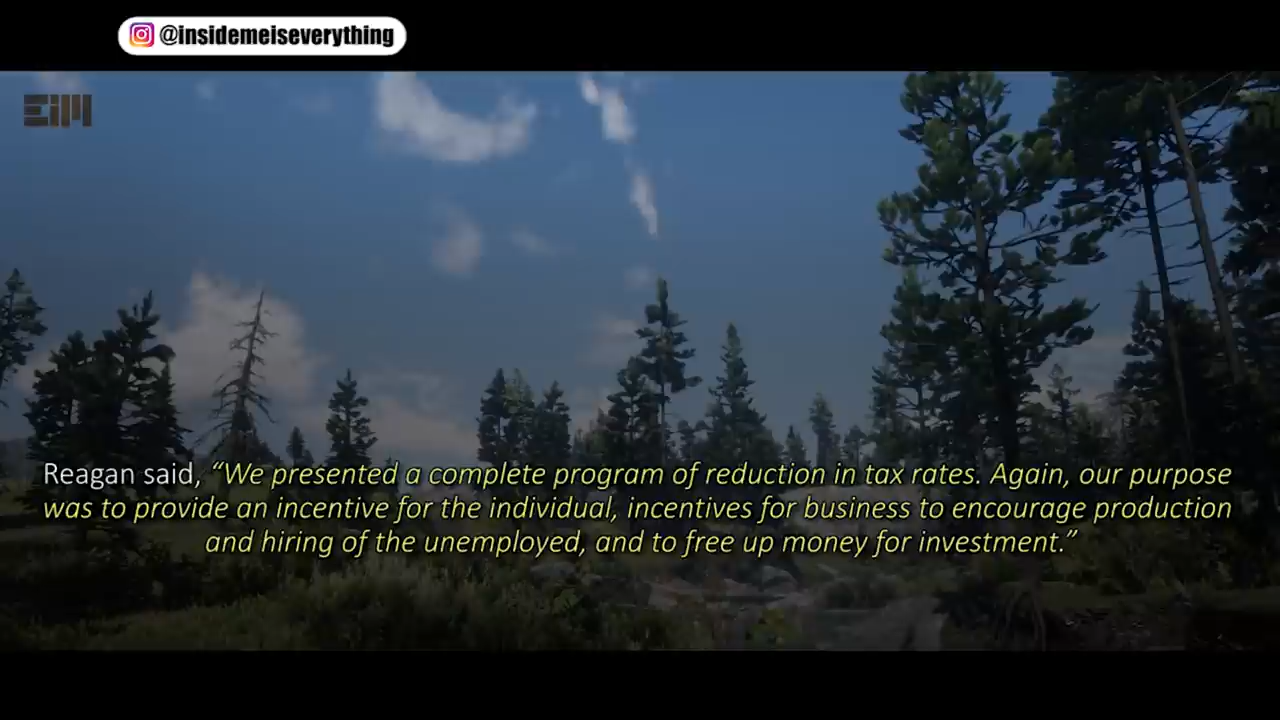 @insidemeiseverything
EIM
Reagan said, “We presented a complete program of reduction in tax rates. Again, our purpose
was to provide an incentive for the individual, incentives for business to encourage production
and hiring of the unemployed, and to free up money for investment.”